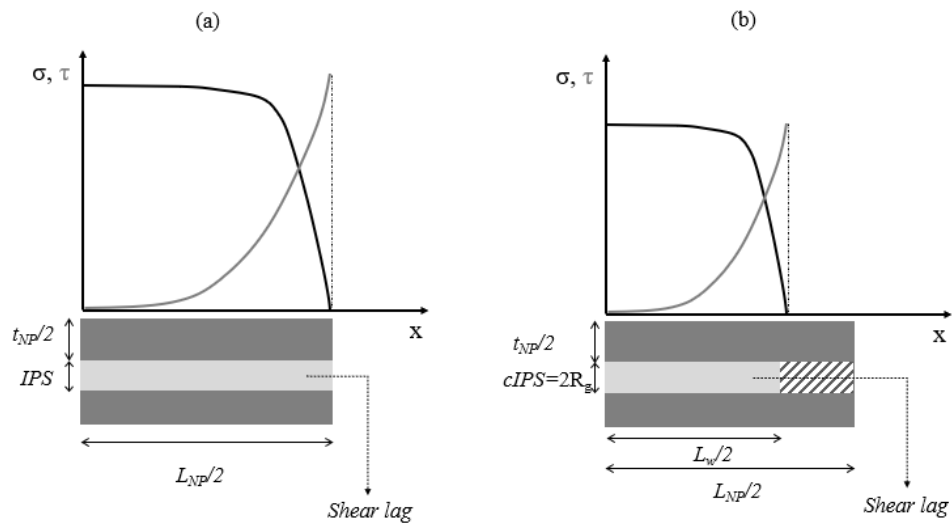 (a)
σ, τ
x
t_NP/2
IPS
L_NP/2
Shear lag
(b)
σ, τ
x
t_NP/2
cIPS=2R_g
L_w/2
L_NP/2
Shear lag